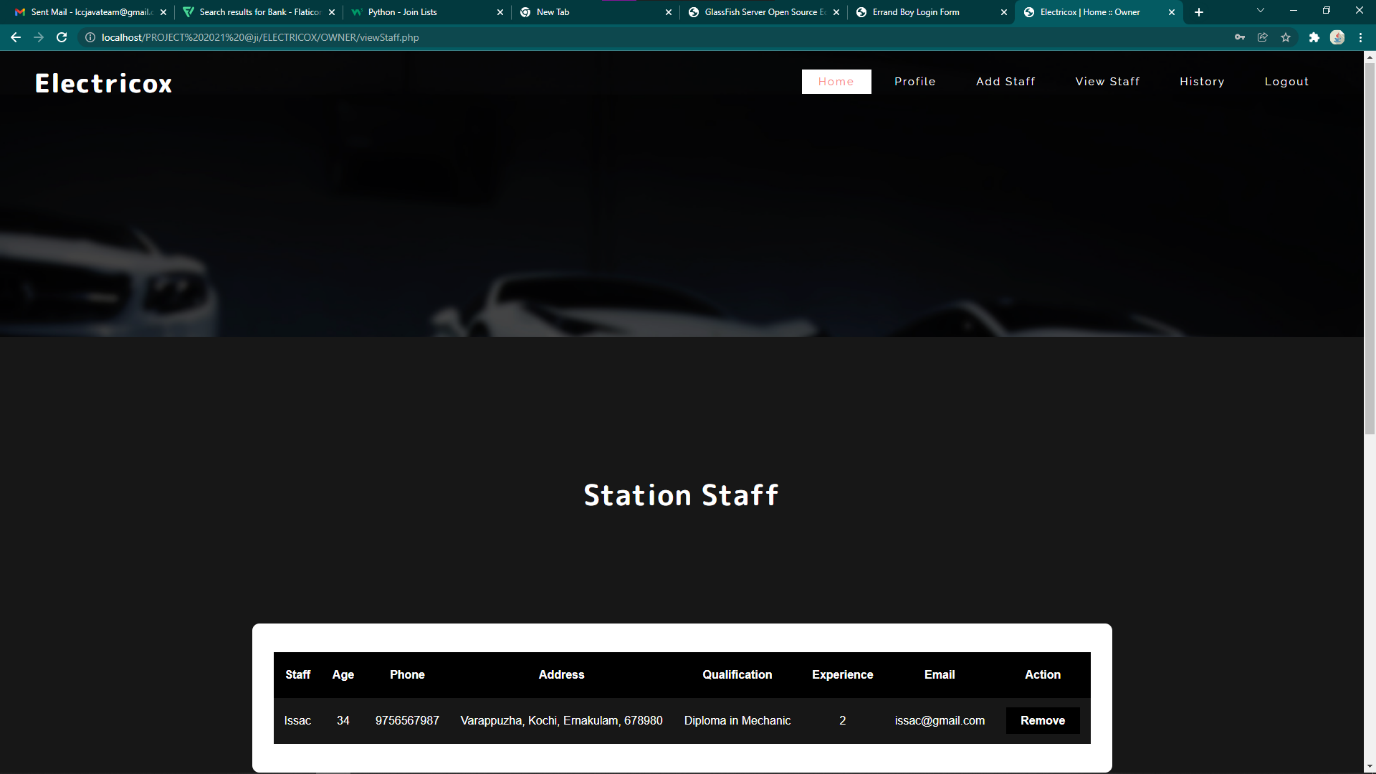 Sent Mail - lccjavateam@gmail.c
Search results for Bank - Flaticon
Python - Join Lists
New Tab
GlassFish Server Open Source Ed
Errand Boy Login Form
Electricox | Home :: Owner
localhost/PROJECT%202021%20@ji/ELECTRICOX/OWNER/viewStaff.php
Electricox
Home Profile Add Staff View Staff History Logout
Station Staff
Staff Age Phone Address Qualification Experience Email Action
Issac 34 9756567987 Varappuzha, Kochi, Ernakulam, 678980 Diploma in Mechanic 2 issac@gmail.com Remove